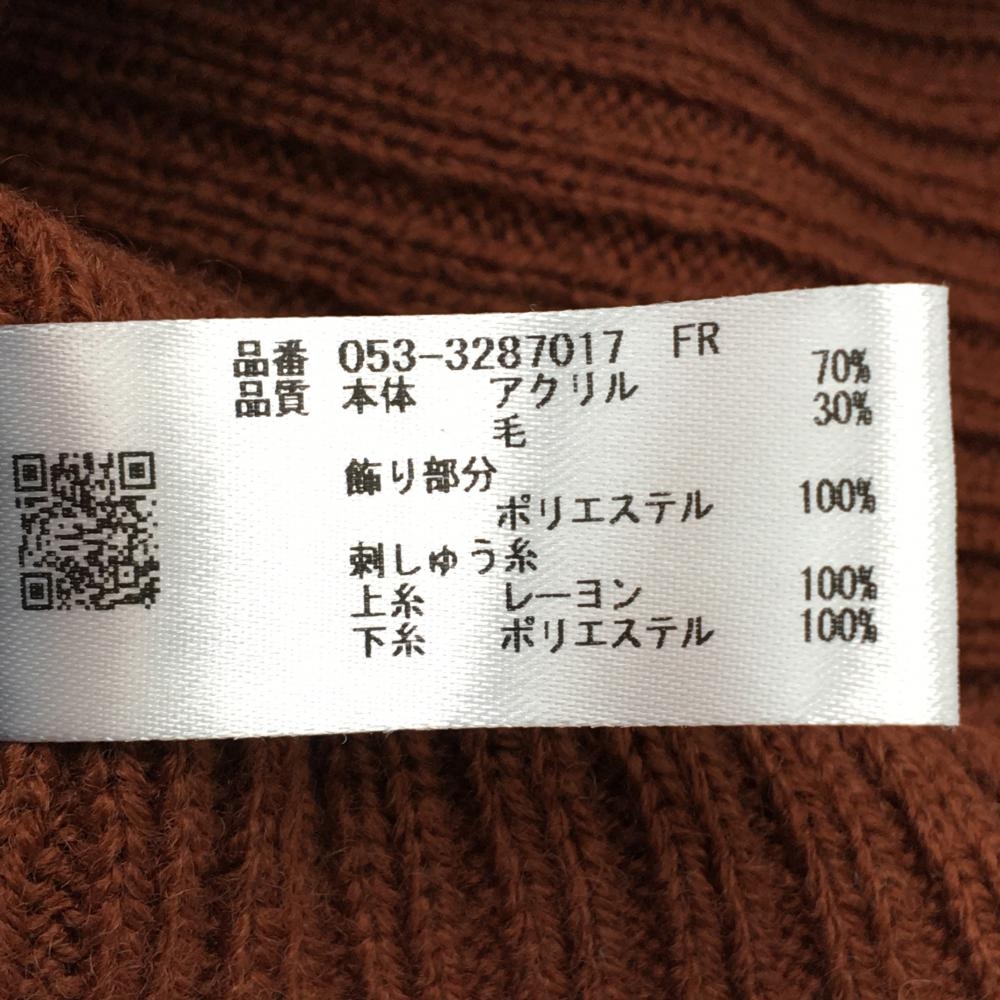 品番 053-3287017 FR
品質 本体 アクリル 70%
毛 30%
飾り部分
ポリエステル 100%
刺しゅう糸
上糸 レーヨン 100%
下糸 ポリエステル 100%